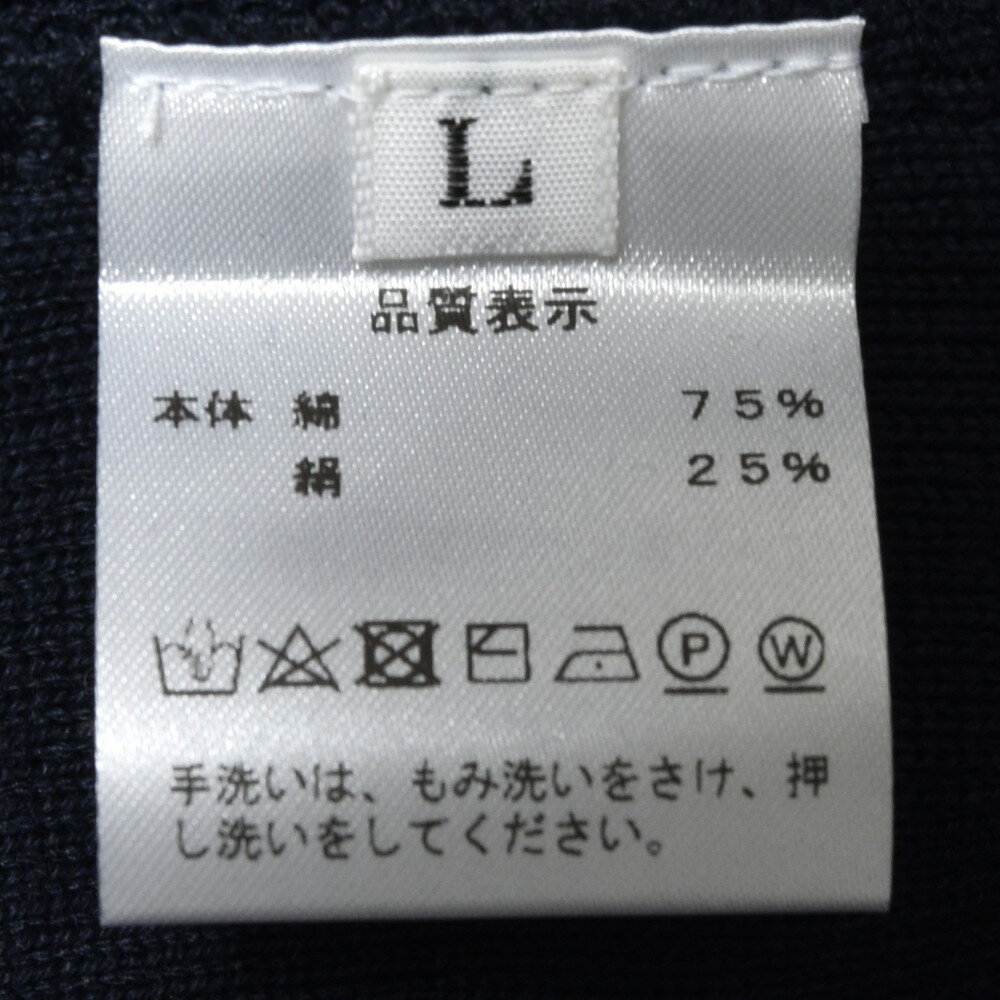 L
品質表示
本体 綿 75%
絹 25%
P W
手洗いは、もみ洗いをさけ、押
し洗いをしてください。